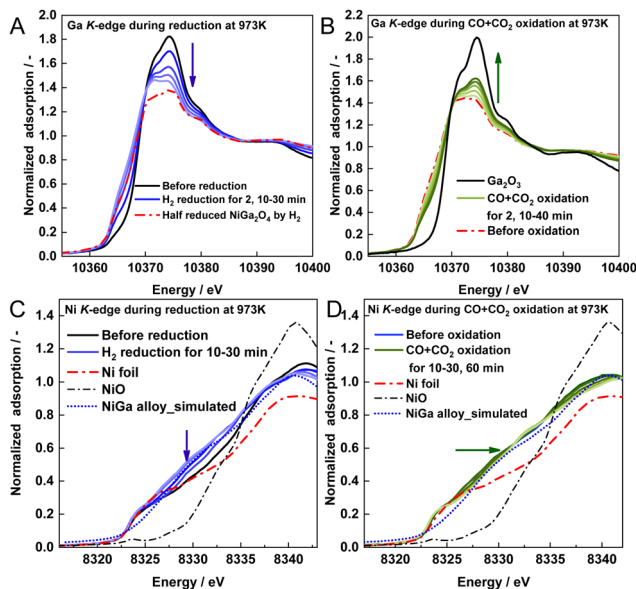 A
Ga K-edge during reduction at 973K
Normalized adsorption / -
2.0
1.8
1.6
1.4
1.2
1.0
0.8
0.6
0.4
0.2
0.0
Before reduction
H2 reduction for 2, 10-30 min
Half reduced NiGa2O4 by H2
10360
10370
10380
10390
10400
Energy / eV
B
Ga K-edge during CO+CO2 oxidation at 973K
Normalized adsorption / -
2.2
2.0
1.8
1.6
1.4
1.2
1.0
0.8
0.6
0.4
0.2
0.0
Ga2O3
CO+CO2 oxidation
for 2, 10-40 min
Before oxidation
10360
10370
10380
10390
10400
Energy / eV
C
Ni K-edge during reduction at 973K
Normalized adsorption / -
1.4
1.2
1.0
0.8
0.6
0.4
0.2
0.0
Before reduction
H2 reduction for 10-30 min
Ni foil
NiO
NiGa alloy_simulated
8320
8325
8330
8335
8340
Energy / eV
D
Ni K-edge during CO+CO2 oxidation at 973K
Normalized adsorption / -
1.4
1.2
1.0
0.8
0.6
0.4
0.2
0.0
Before oxidation
CO+CO2 oxidation
for 10-30, 60 min
Ni foil
NiO
NiGa alloy_simulated
8320
8325
8330
8335
8340
Energy / eV